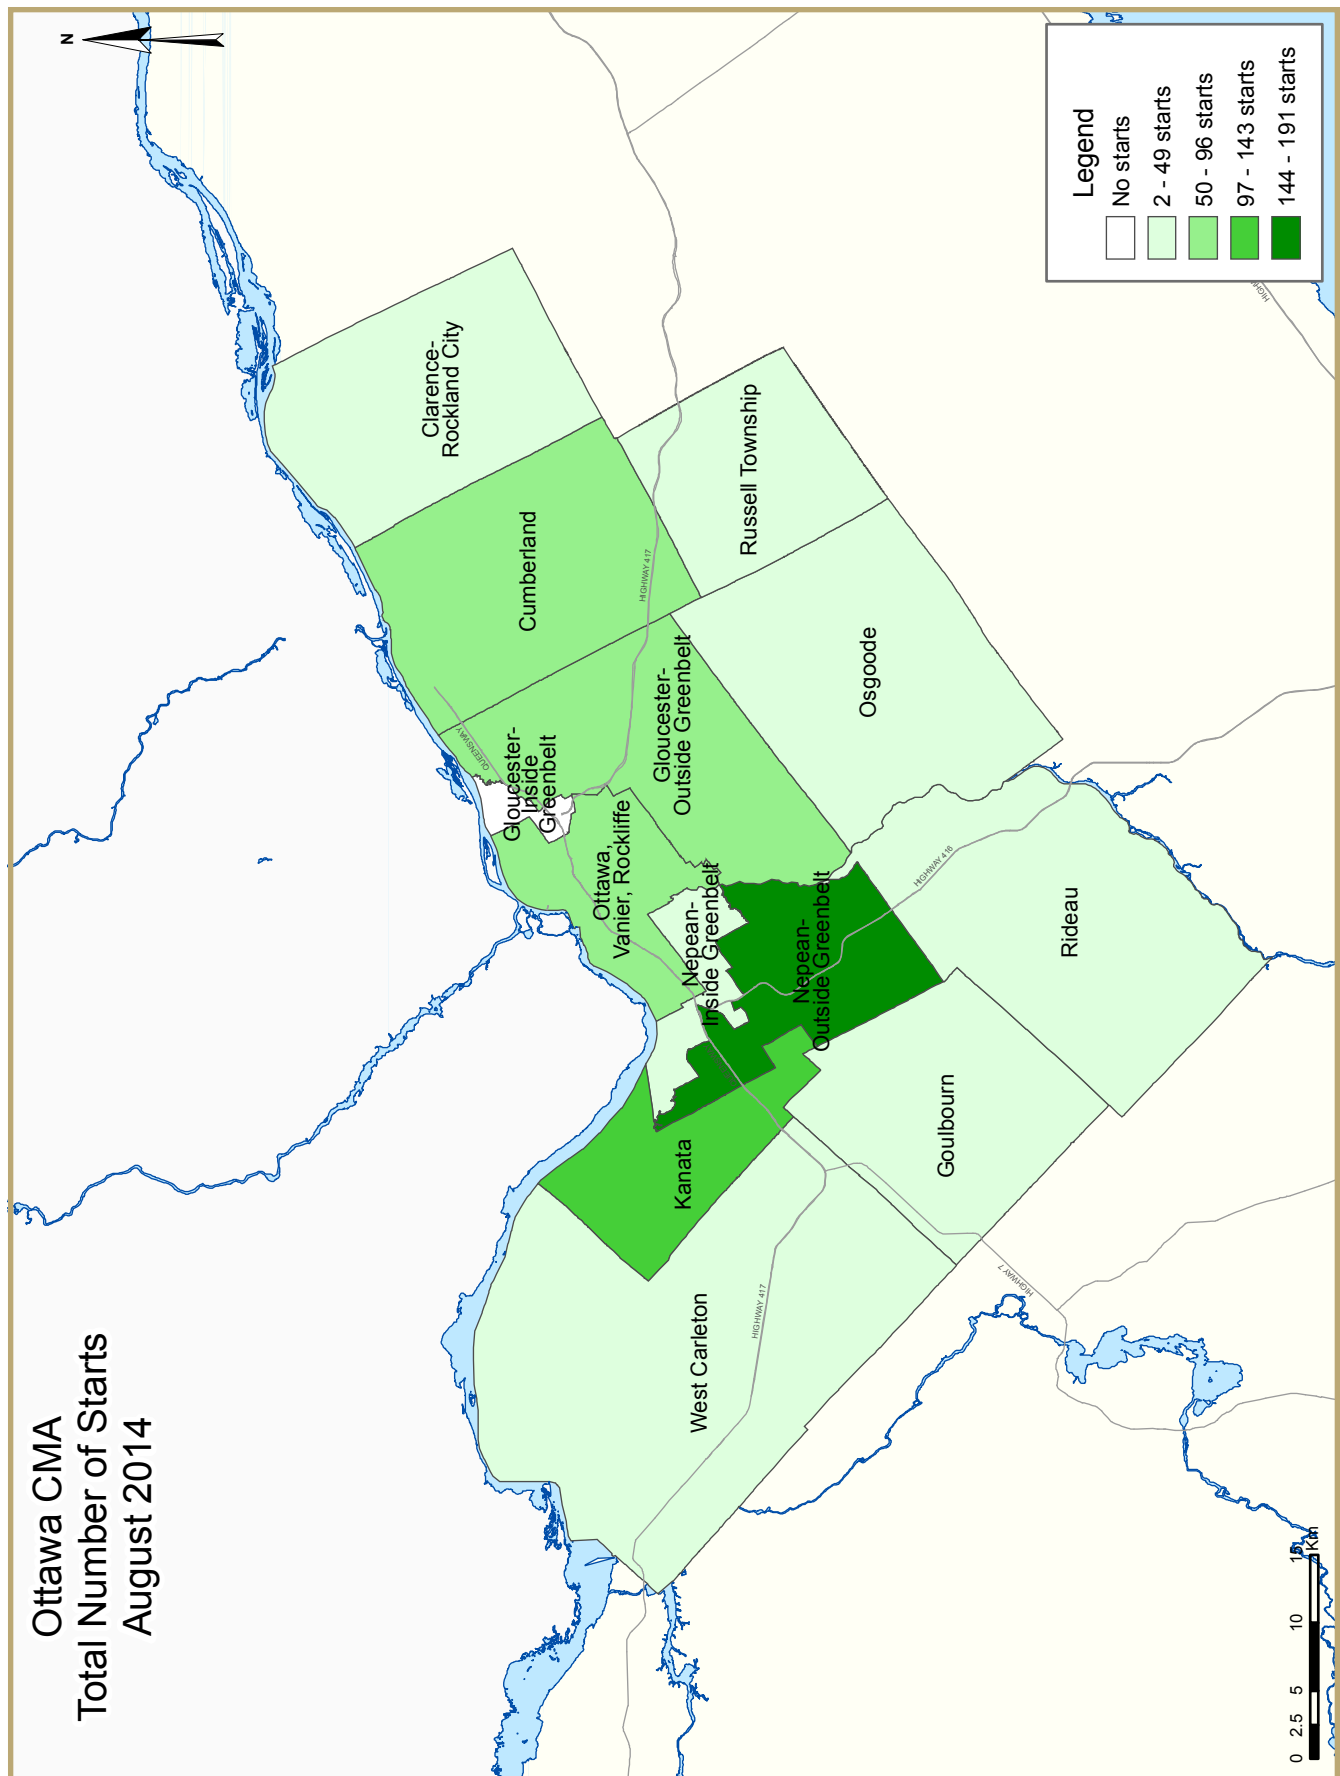 Ottawa CMA
Total Number of Starts
August 2014
N
Clarence-
Rockland City
Cumberland
Russell Township
Gloucester-
Inside
Greenbelt
Gloucester-
Outside Greenbelt
Osgoode
Ottawa,
Vanier, Rockliffe
Nepean-
Inside Greenbelt
Nepean-
Outside Greenbelt
Rideau
Kanata
Goulbourn
West Carleton
QUEENSWAY
HIGHWAY 417
HIGHWAY 416
HIGHWAY 417
HIGHWAY 7
Legend
No starts
2 - 49 starts
50 - 96 starts
97 - 143 starts
144 - 191 starts
0 2.5 5 10 15
Km